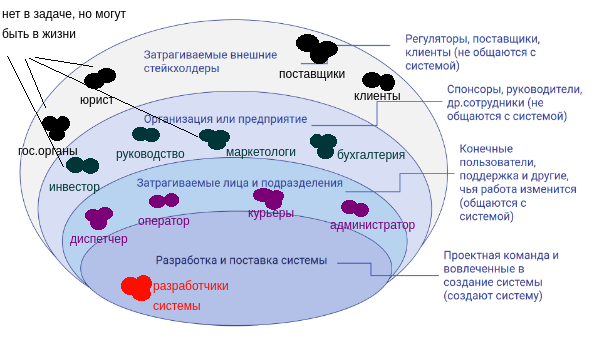 нет в задаче, но могут
быть в жизни
Затрагиваемые внешние
стейкхолдеры
поставщики
Регуляторы, поставщики,
клиенты (не общаются с
системой)
юрист
клиенты
Спонсоры, руководители,
др.сотрудники (не
общаются с системой)
Организация или предприятие
гос.органы
руководство
маркетологи
бухгалтерия
Конечные
пользователи,
поддержка и другие,
чья работа изменится
(общаются с
системой)
инвестор
Затрагиваемые лица и подразделения
диспетчер
оператор
курьеры
администратор
Разработка и поставка системы
Проектная команда и
вовлеченные в
создание системы
(создают систему)
разработчики
системы